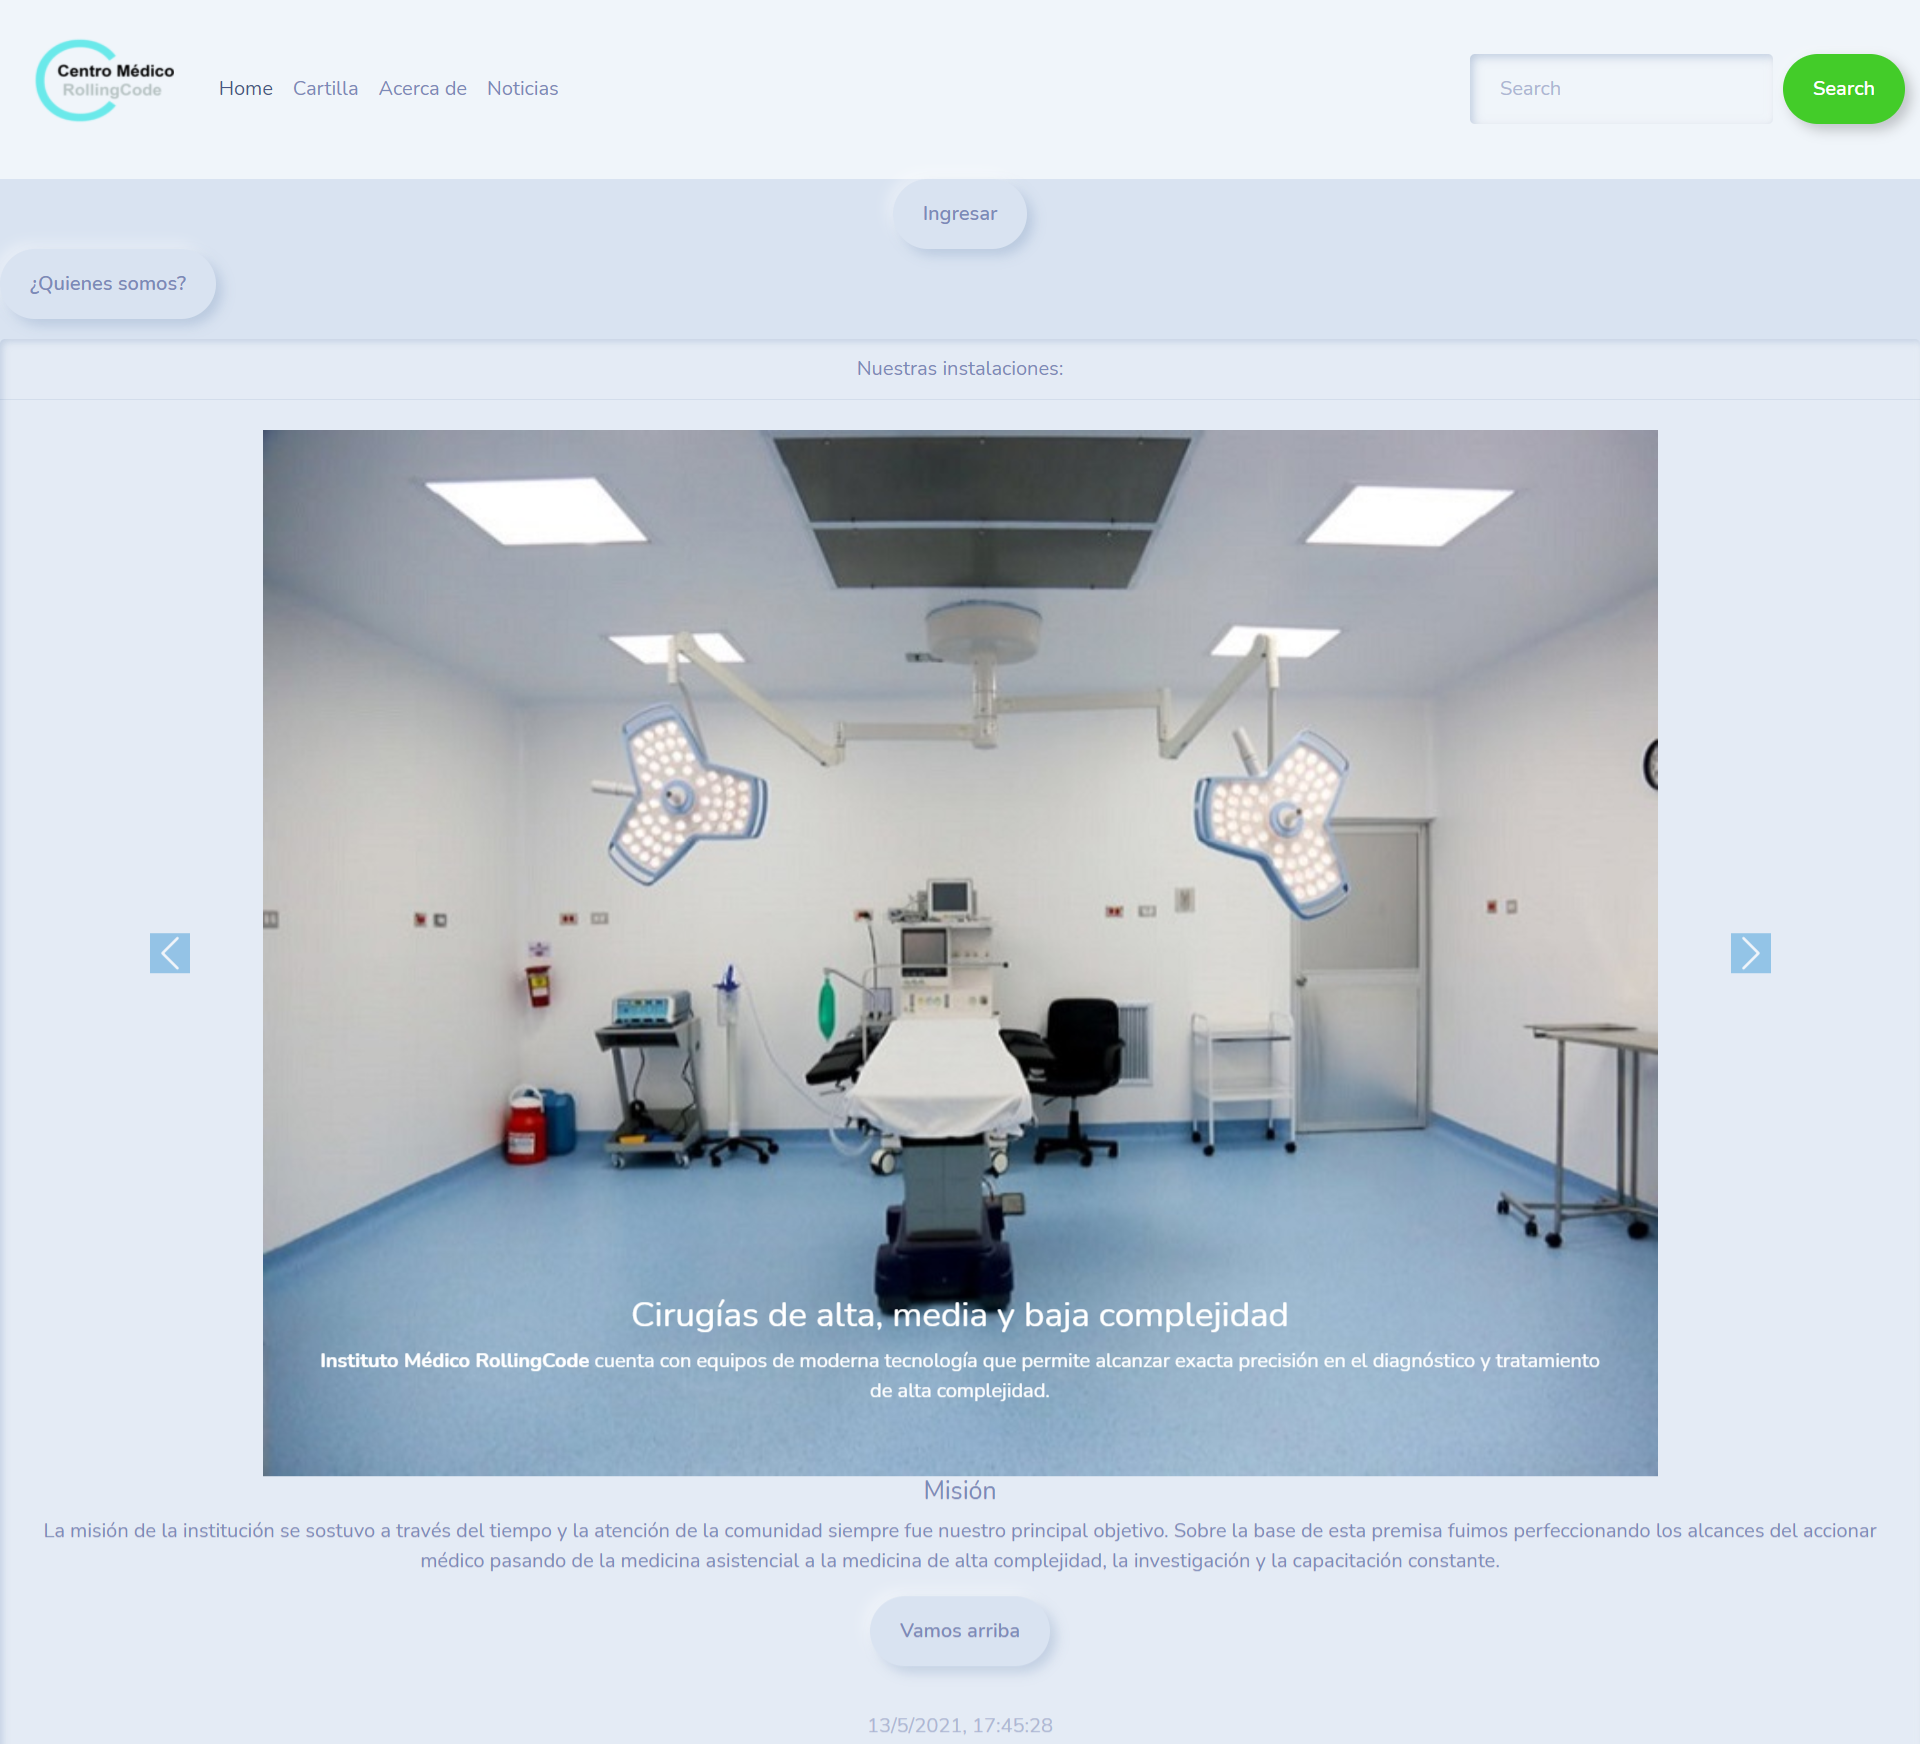 Centro Médico
RollingCode
Home Cartilla Acerca de Noticias
Search
Search
Ingresar
¿Quienes somos?
Nuestras instalaciones:
Cirugías de alta, media y baja complejidad
Instituto Médico RollingCode cuenta con equipos de moderna tecnología que permite alcanzar exacta precisión en el diagnóstico y tratamiento
de alta complejidad.
Misión
La misión de la institución se sostuvo a través del tiempo y la atención de la comunidad siempre fue nuestro principal objetivo. Sobre la base de esta premisa fuimos perfeccionando los alcances del accionar
médico pasando de la medicina asistencial a la medicina de alta complejidad, la investigación y la capacitación constante.
Vamos arriba
13/5/2021, 17:45:28